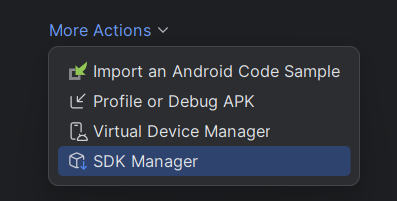 More Actions
Import an Android Code Sample
Profile or Debug APK
Virtual Device Manager
SDK Manager